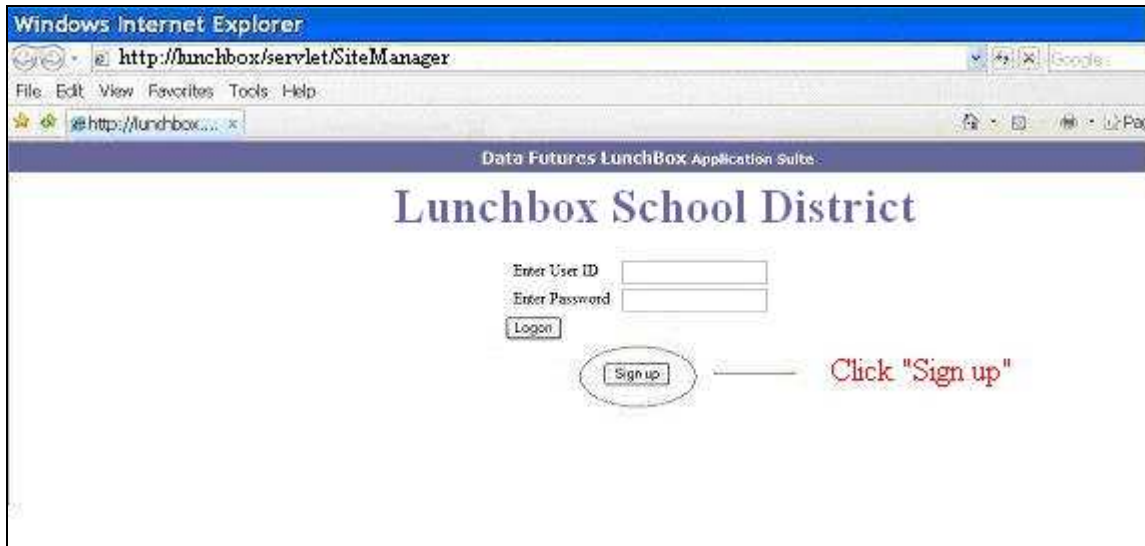 Windows Internet Explorer
http://lunchbox/servlet/SiteManager
Google
File Edit View Favorites Tools Help
http://lunchbox....
Data Futures LunchBox Application Suite
Lunchbox School District
Enter User ID
Enter Password
Logon
Sign up
Click "Sign up"